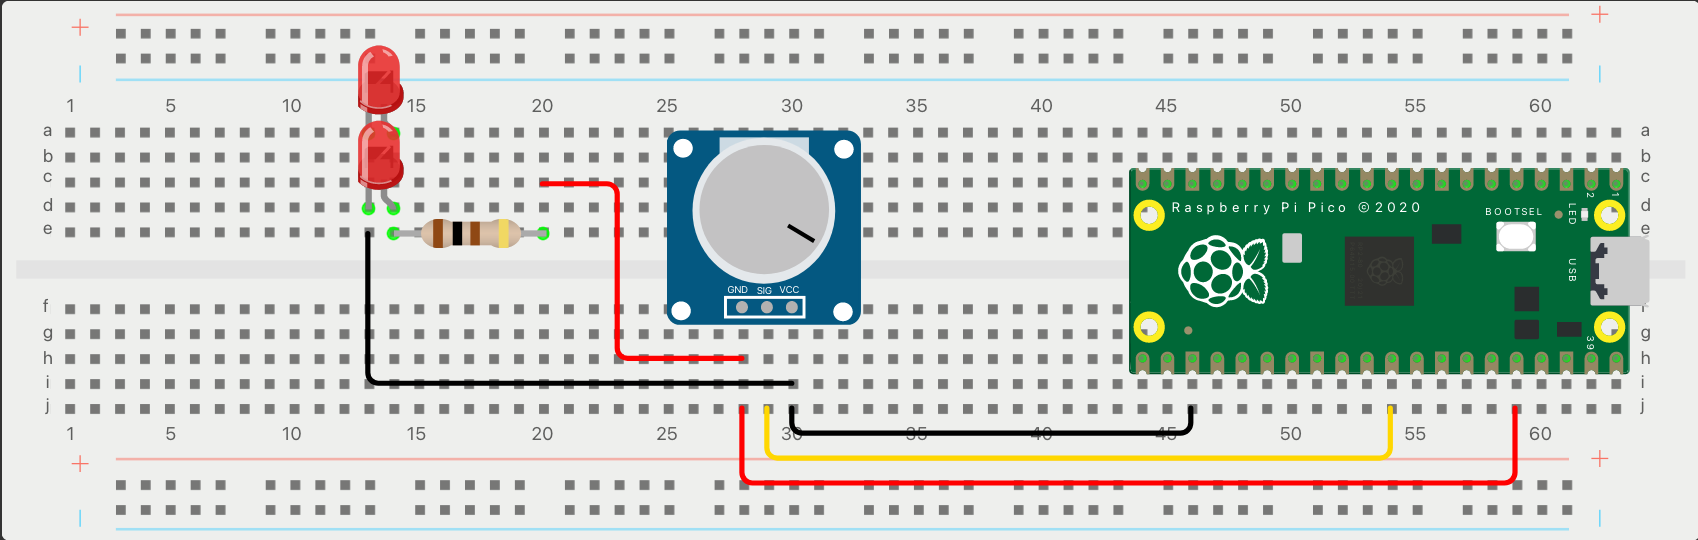 1 5 10 15 20 25 30 35 40 45 50 55 60
a a
b b
c c
d d
e e
f
g g
h h
i i
j j
1 5 10 15 20 25 30 35 40 45 50 55 60
GND SIG VCC
Raspberry Pi Pico ©2020
BOOTSEL
LED
2
1
USB
39